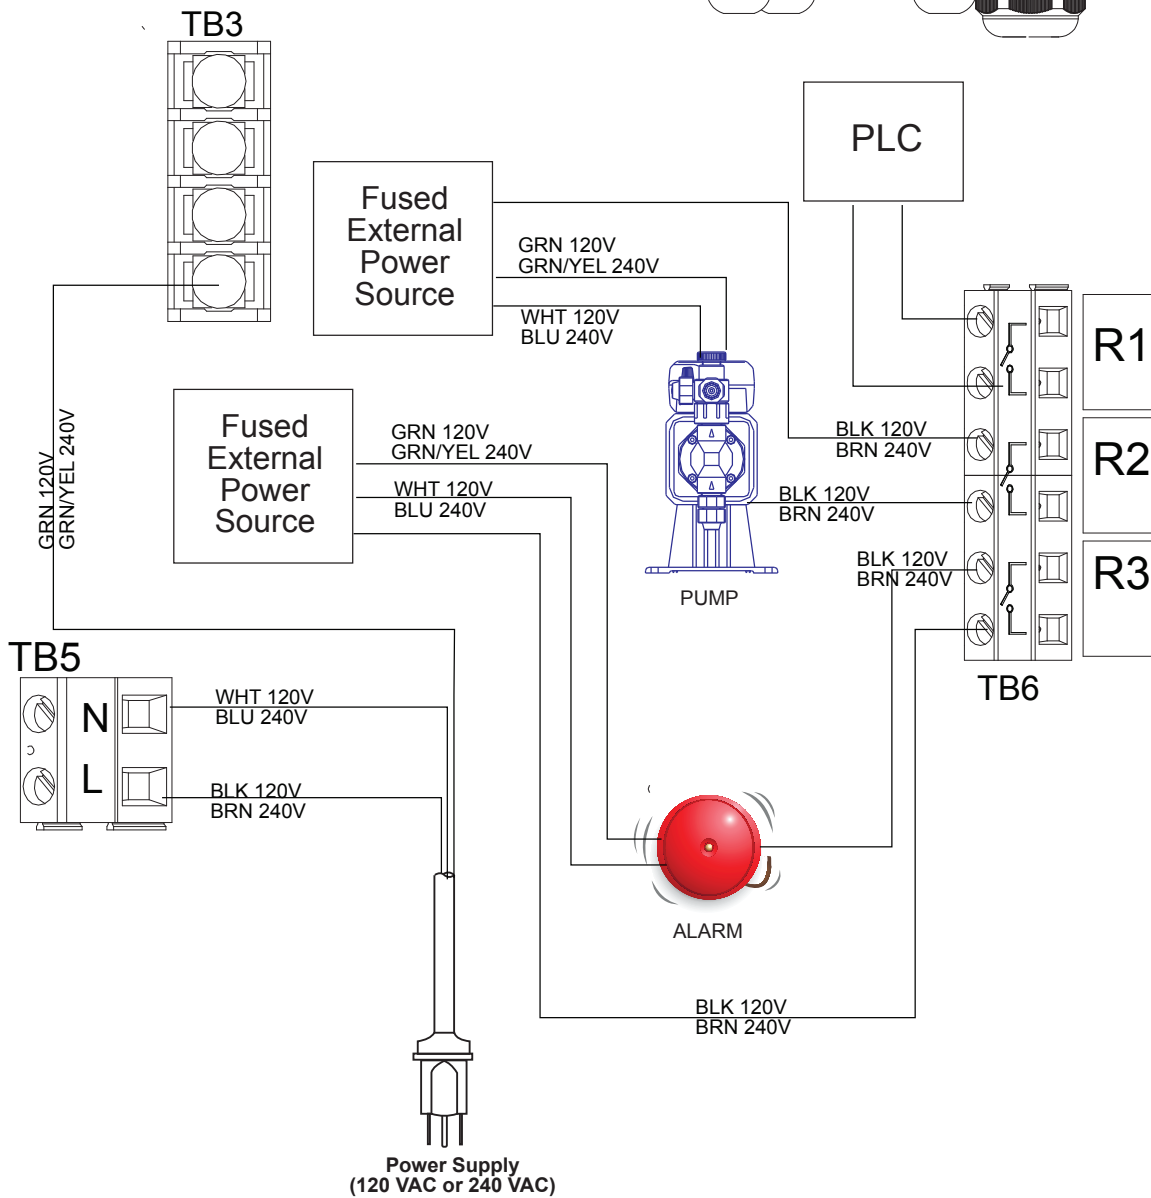 TB3
PLC
Fused
External
Power
Source
GRN 120V
GRN/YEL 240V
WHT 120V
BLU 240V
R1
Fused
External
Power
Source
GRN 120V
GRN/YEL 240V
WHT 120V
BLU 240V
BLK 120V
BRN 240V
R2
BLK 120V
BRN 240V
GRN 120V
GRN/YEL 240V
BLK 120V
BRN 240V
R3
PUMP
TB5
TB6
N
WHT 120V
BLU 240V
L
BLK 120V
BRN 240V
ALARM
BLK 120V
BRN 240V
Power Supply
(120 VAC or 240 VAC)